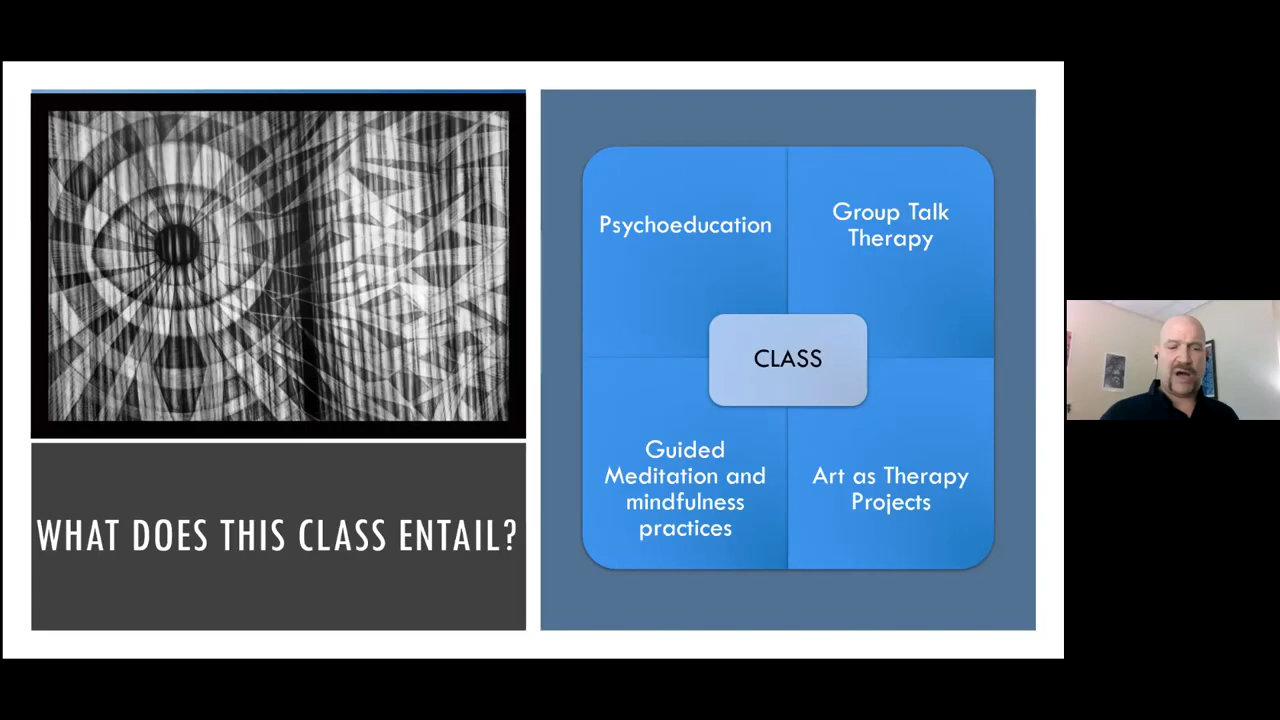 WHAT DOES THIS CLASS ENTAIL?
Psychoeducation
Group Talk
Therapy
CLASS
Guided
Meditation and
mindfulness
practices
Art as Therapy
Projects